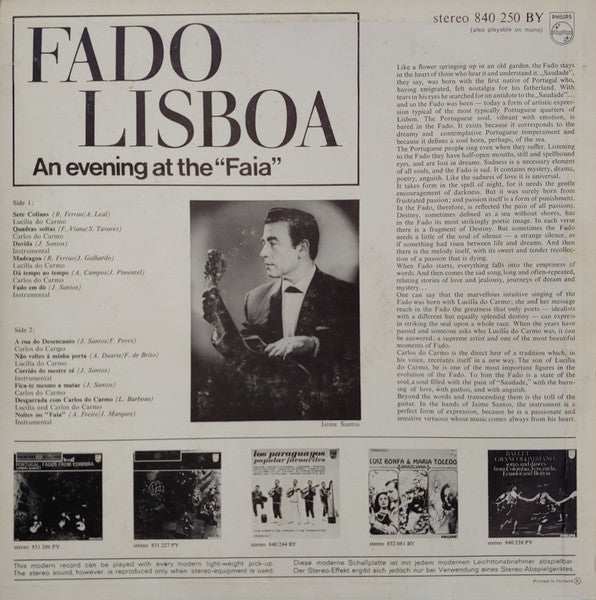 FADO
LISBOA
An evening at the "Faia"
stereo 840 250 BY
(also playable on mono)
PHILIPS
Side 1:
Sete Colinas (R. Ferrao/A. Leal)
Lucilia do Carmo
Quadras soltas (F. Viana/S. Tavares)
Carlos do Carmo
Duvida (J. Santos)
Instrumental
Madragoa (R. Ferrao/J. Galhardo)
Lucilia do Carmo
Dá tempo ao tempo (A. Campos/J. Pimentel)
Carlos do Carmo
Fado em dó (J. Santos)
Instrumental
Side 2:
A rua do Desencanto (J. Santos/F. Peres)
Carlos do Carmo
Não voltes à minha porta (A. Duarte/F. de Brito)
Lucilia do Carmo
Corrido do mestre zé (J. Santos)
Instrumental
Fica-te mesmo a matar (J. Santos)
Carlos do Carmo
Desgarrada com Carlos do Carmo (L. Barbosa)
Lucilia and Carlos do Carmo
Noites no "Faia" (A. Freire/J. Marques)
Instrumental
Jaime Santos
Like a flower springing up in an old garden, the Fado stays
in the heart of those who hear it and understand it. „Saudade”,
they say, was born with the first native of Portugal who,
having emigrated, felt nostalgia for his fatherland. With
tears in his eyes he searched for an antidote to the „Saudade”...
and so the Fado was born — today a form of artistic expres-
sion typical of the most typically Portuguese quarters of
Lisbon. The Portuguese soul, vibrant with emotion, is
bared in the Fado. It exists because it corresponds to the
dreamy and contemplative Portuguese temperament and
because it defines a soul born, perhaps, of the sea.
The Portuguese people sing even when they suffer. Listening
to the Fado they have half-open mouths, still and spellbound
eyes, and are lost in dreams. Sadness is a necessary element
of all souls, and the Fado is sad. It contains mystery, drama,
poetry, anguish. Like the sadness of love it is universal.
It takes form in the spell of night, for it needs the gentle
encouragement of darkness. But it was surely born from
frustrated passion; and passion itself is a form of punishment.
In the Fado, therefore, is reflected the pain of all passions.
Destiny, sometimes defined as a sea without shores, has
in the Fado its most strikingly poetic image. In each verse
there is a fragment of Destiny. But sometimes the Fado
needs a little of the soul of silence — a strange silence, as
if something had risen between life and dreams. And then
there is the melody itself, with its sweet and tender recollec-
tion of a passion that is dying.
When Fado starts, everything falls into the emptiness of
words. And then comes the sad song, long and often-repeated,
relating stories of love and jealousy, journeys of dream and
mystery...
One can say that the marvellous intuitive singing of the
Fado was born with Lucilia do Carmo; she and her message
reach in the Fado the greatness that only poets — idealists
with a different but equally splendid destiny — can express
in striking the seal upon a whole race. When the years have
passed and someone asks who Lucilia do Carmo was, it can
be answered; a supreme artist and one of the most beautiful
moments of Fado.
Carlos do Carmo is the direct heir of a tradition which, in
his voice, recreates itself in a new way. The son of Lucilia
do Carmo, he is one of the most important figures in the
evolution of the Fado. To him the Fado is a state of the
soul, a soul filled with the pain of "Saudade," with the burn-
ing of love, with pathos, and with anguish.
Beyond the words and transcending them is the trill of the
guitar. In the hands of Jaime Santos, the instrument is a
perfect form of expression, because he is a passionate and
sensitive virtuoso whose music comes always from his heart.
FADOS FROM COIMBRA
los paraguayos
popular favourites
LUIZ BONFA & MARIA TOLEDO
BALLET
GRANCOLOMBIANO
songs and dances
from Colombia, Venezuela,
Ecuador and Bolivia
stereo 831 206 PY
stereo 831 227 PY
stereo 840 244 BY
stereo 832 041 BY
stereo 840 238 PY
This modern record can be played with every modern light-weight pick-up.
The stereo sound, however, is reproduced only when stereo equipment is used.
Diese moderne Schallplatte ist mit jedem modernen Leichttonabnehmer abspielbar.
Der Stereo-Effekt ergibt sich jedoch nur bei Verwendung eines Stereo-Abspielgerätes.
Printed in Holland